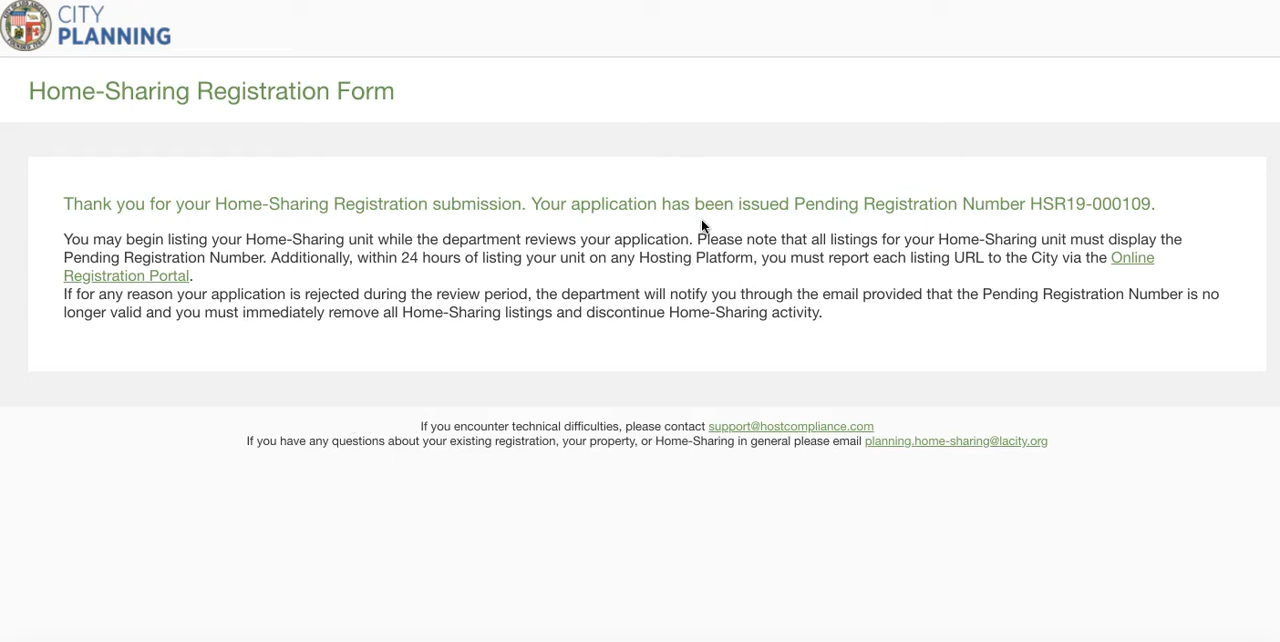 CITY
PLANNING
Home-Sharing Registration Form
Thank you for your Home-Sharing Registration submission. Your application has been issued Pending Registration Number HSR19-000109.
You may begin listing your Home-Sharing unit while the department reviews your application. Please note that all listings for your Home-Sharing unit must display the
Pending Registration Number. Additionally, within 24 hours of listing your unit on any Hosting Platform, you must report each listing URL to the City via the Online
Registration Portal.
If for any reason your application is rejected during the review period, the department will notify you through the email provided that the Pending Registration Number is no
longer valid and you must immediately remove all Home-Sharing listings and discontinue Home-Sharing activity.
If you encounter technical difficulties, please contact support@hostcompliance.com
If you have any questions about your existing registration, your property, or Home-Sharing in general please email planning.home-sharing@lacity.org